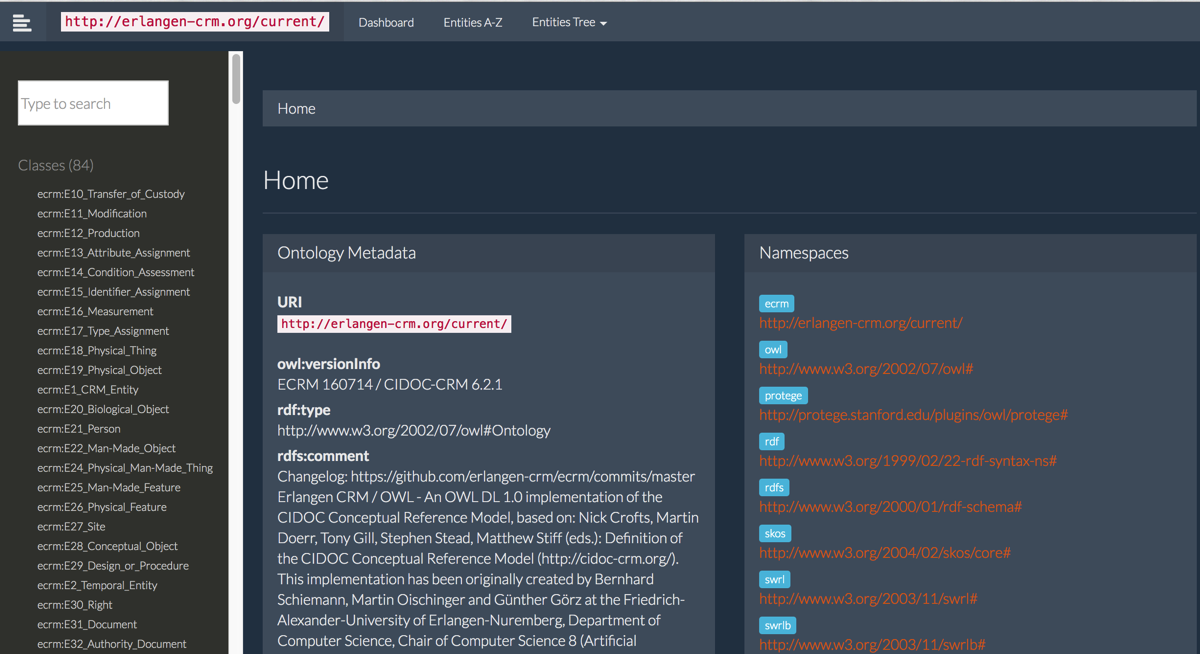 http://erlangen-crm.org/current/
Dashboard
Entities A-Z
Entities Tree
Type to search
Classes (84)
ecrm:E10_Transfer_of_Custody
ecrm:E11_Modification
ecrm:E12_Production
ecrm:E13_Attribute_Assignment
ecrm:E14_Condition_Assessment
ecrm:E15_Identifier_Assignment
ecrm:E16_Measurement
ecrm:E17_Type_Assignment
ecrm:E18_Physical_Thing
ecrm:E19_Physical_Object
ecrm:E1_CRM_Entity
ecrm:E20_Biological_Object
ecrm:E21_Person
ecrm:E22_Man-Made_Object
ecrm:E24_Physical_Man-Made_Thing
ecrm:E25_Man-Made_Feature
ecrm:E26_Physical_Feature
ecrm:E27_Site
ecrm:E28_Conceptual_Object
ecrm:E29_Design_or_Procedure
ecrm:E2_Temporal_Entity
ecrm:E30_Right
ecrm:E31_Document
ecrm:E32_Authority_Document
Home
Home
Ontology Metadata
URI
http://erlangen-crm.org/current/
owl:versionInfo
ECRM 160714 / CIDOC-CRM 6.2.1
rdf:type
http://www.w3.org/2002/07/owl#Ontology
rdfs:comment
Changelog: https://github.com/erlangen-crm/ecrm/commits/master
Erlangen CRM / OWL - An OWL DL 1.0 implementation of the
CIDOC Conceptual Reference Model, based on: Nick Crofts, Martin
Doerr, Tony Gill, Stephen Stead, Matthew Stiff (eds.): Definition of
the CIDOC Conceptual Reference Model (http://cidoc-crm.org/).
This implementation has been originally created by Bernhard
Schiemann, Martin Oischinger and Günther Görz at the Friedrich-
Alexander-University of Erlangen-Nuremberg, Department of
Computer Science, Chair of Computer Science 8 (Artificial
Namespaces
ecrm
http://erlangen-crm.org/current/
owl
http://www.w3.org/2002/07/owl#
protege
http://protege.stanford.edu/plugins/owl/protege#
rdf
http://www.w3.org/1999/02/22-rdf-syntax-ns#
rdfs
http://www.w3.org/2000/01/rdf-schema#
skos
http://www.w3.org/2004/02/skos/core#
swrl
http://www.w3.org/2003/11/swrl#
swrlb
http://www.w3.org/2003/11/swrlb#